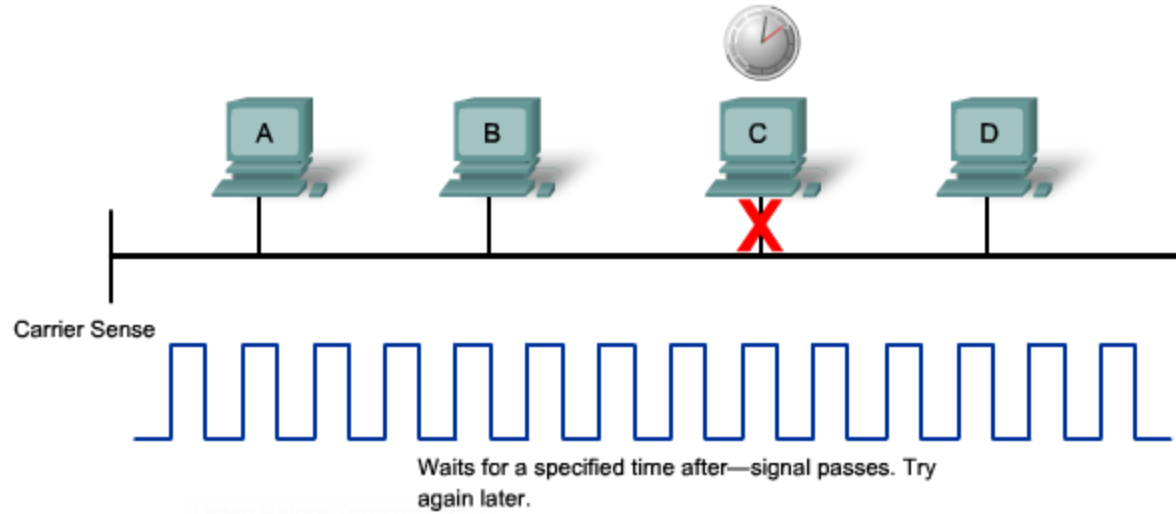 A
B
C
D
Carrier Sense
Waits for a specified time after—signal passes. Try
again later.